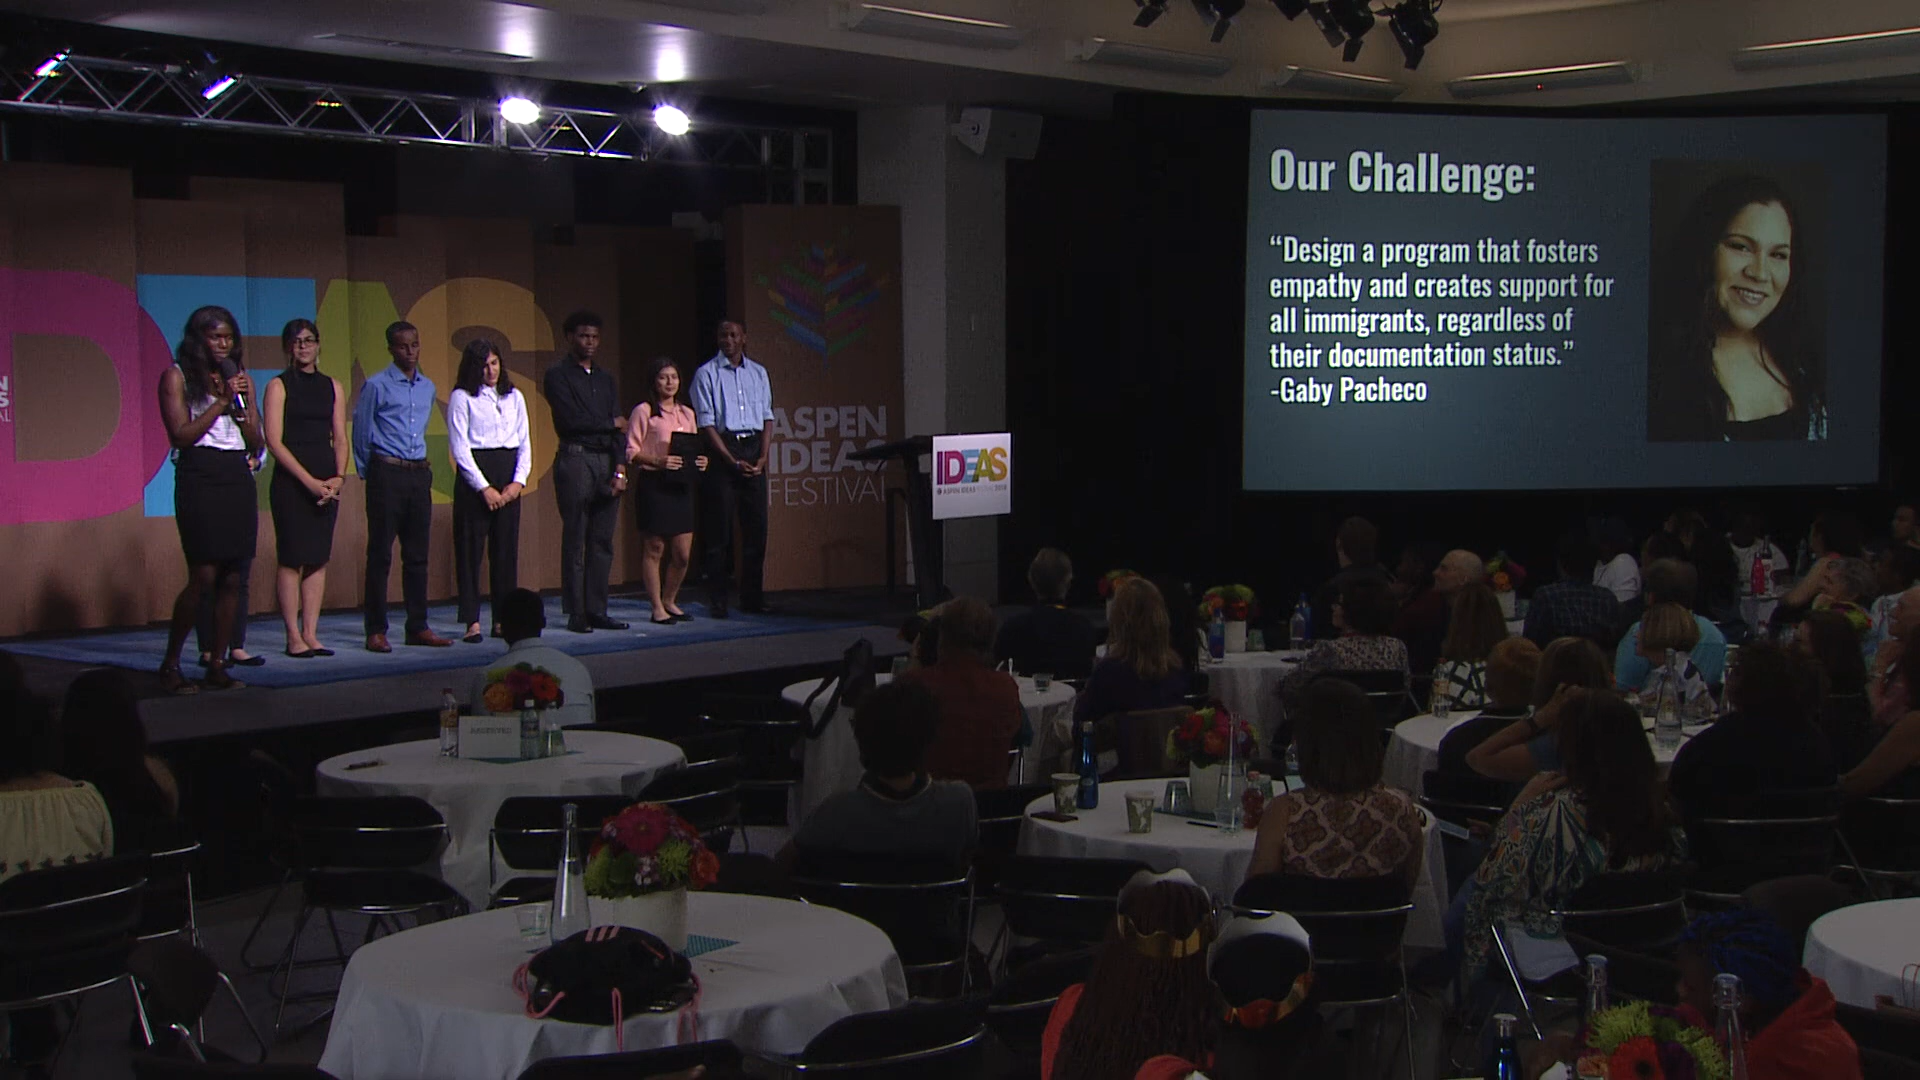 Our Challenge:
“Design a program that fosters
empathy and creates support for
all immigrants, regardless of
their documentation status.”
-Gaby Pacheco
DEAS
ASPEN
IDEAS
FESTIVAL
IDEAS